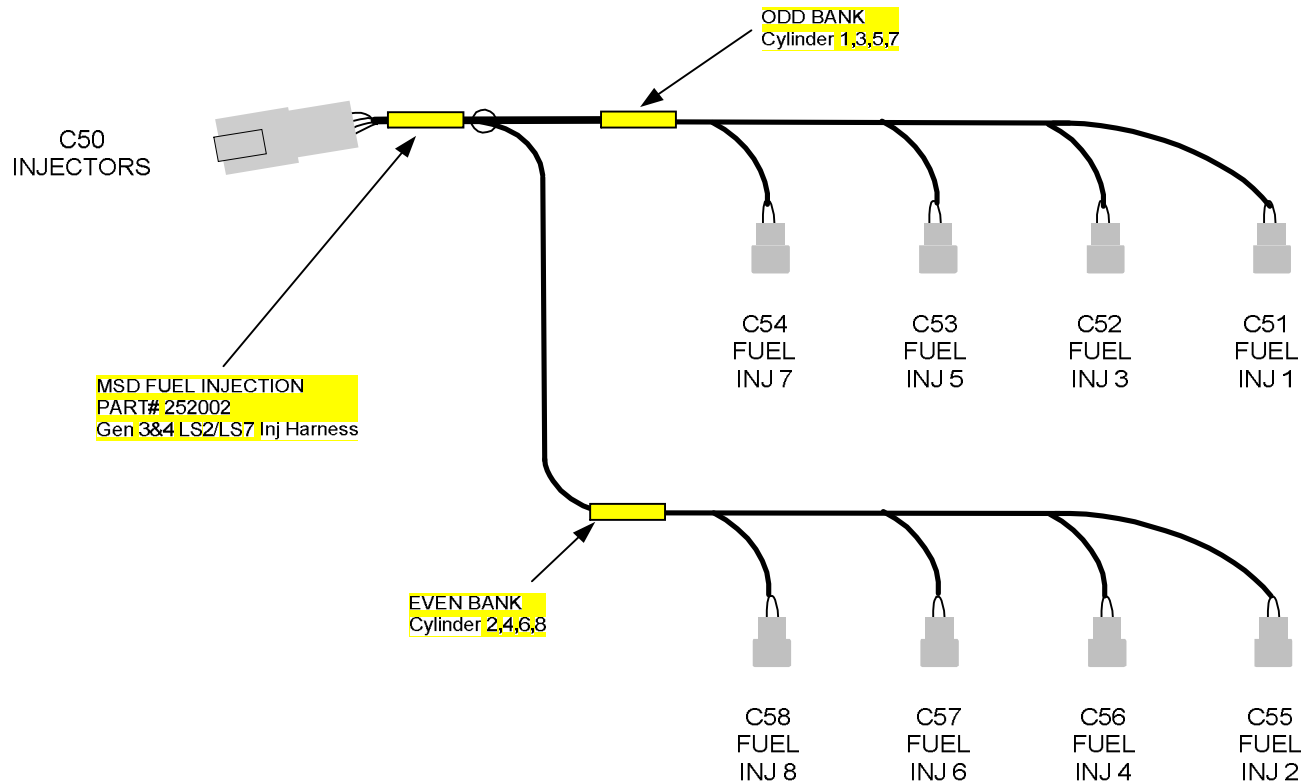 ODD BANK
Cylinder 1,3,5,7
C50
INJECTORS
C54
FUEL
INJ 7
C53
FUEL
INJ 5
C52
FUEL
INJ 3
C51
FUEL
INJ 1
MSD FUEL INJECTION
PART# 252002
Gen 3&4 LS2/LS7 Inj Harness
EVEN BANK
Cylinder 2,4,6,8
C58
FUEL
INJ 8
C57
FUEL
INJ 6
C56
FUEL
INJ 4
C55
FUEL
INJ 2